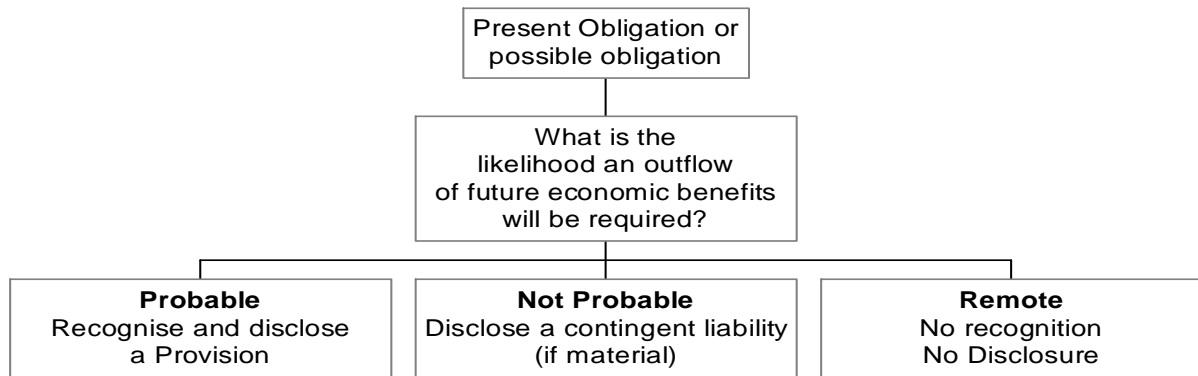 Present Obligation or
possible obligation
What is the
likelihood an outflow
of future economic benefits
will be required?
Probable
Recognise and disclose
a Provision
Not Probable
Disclose a contingent liability
(if material)
Remote
No recognition
No Disclosure